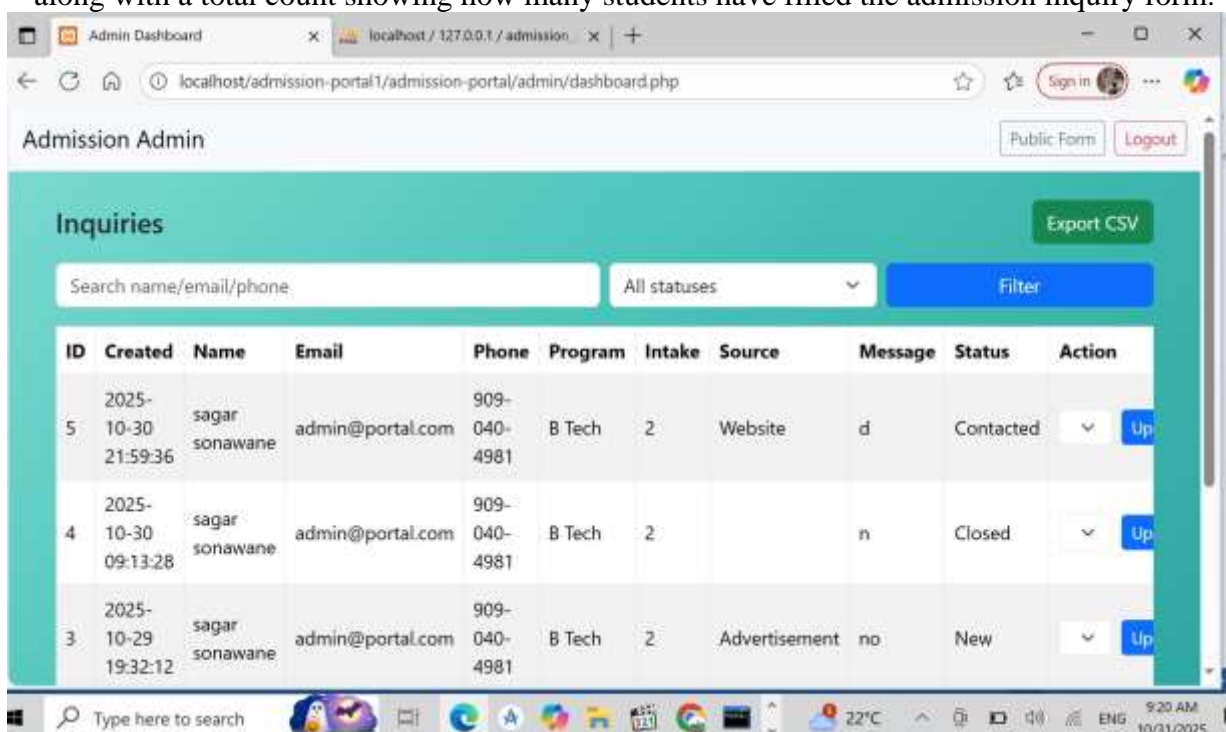 along with a total count showing how many students have filled the admission inquiry form.
Admin Dashboard
localhost / 127.0.0.1 / admission
localhost/admission-portal1/admission-portal/admin/dashboard.php
Sign in
Admission Admin
Public Form
Logout
Inquiries
Export CSV
Search name/email/phone
All statuses
Filter
ID Created Name Email Phone Program Intake Source Message Status Action
5 2025-10-30 21:59:36 sagar sonawane admin@portal.com 909-040-4981 B Tech 2 Website d Contacted Up
4 2025-10-30 09:13:28 sagar sonawane admin@portal.com 909-040-4981 B Tech 2 n Closed Up
3 2025-10-29 19:32:12 sagar sonawane admin@portal.com 909-040-4981 B Tech 2 Advertisement no New Up
Type here to search
22°C
ENG
9:20 AM
10/31/2025